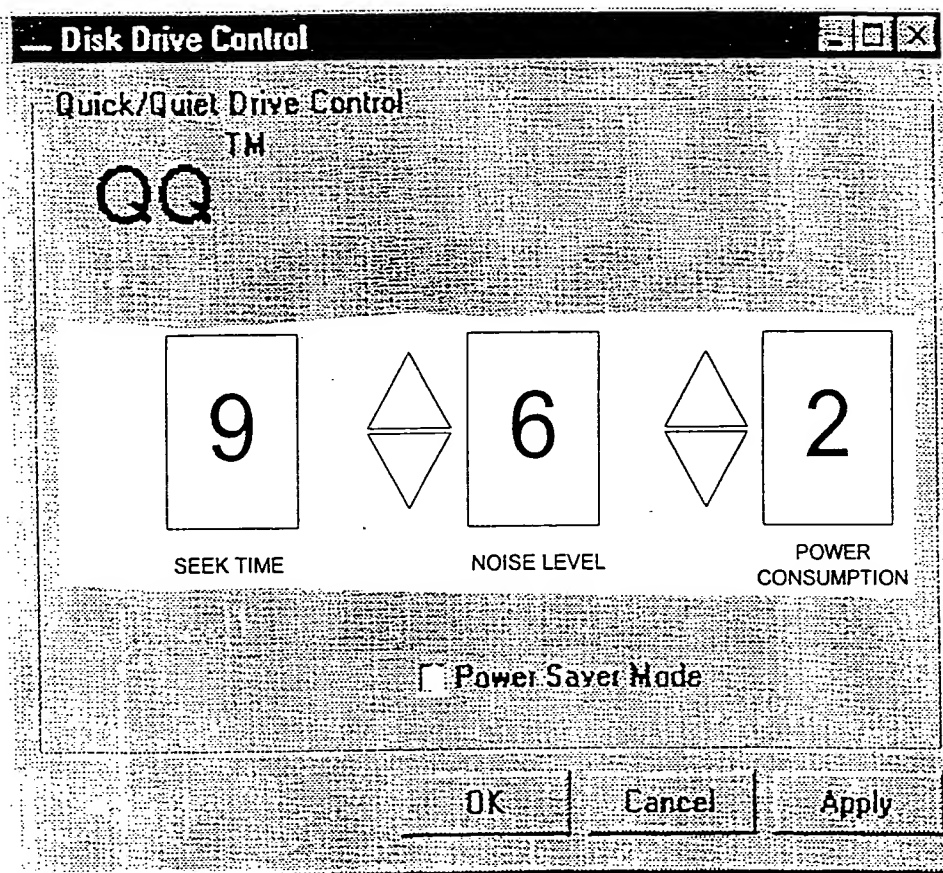 Disk Drive Control
Quick/Quiet Drive Control
TM
QQ
9 6 2
SEEK TIME NOISE LEVEL POWER CONSUMPTION
Power Saver Mode
OK Cancel Apply